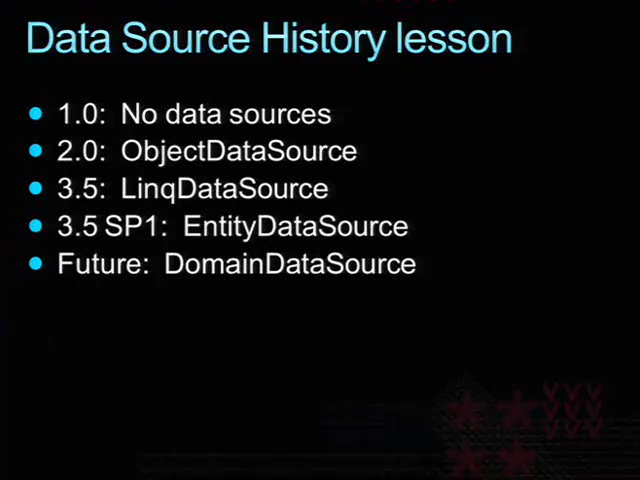 Data Source History lesson
• 1.0: No data sources
• 2.0: ObjectDataSource
• 3.5: LinqDataSource
• 3.5 SP1: EntityDataSource
• Future: DomainDataSource